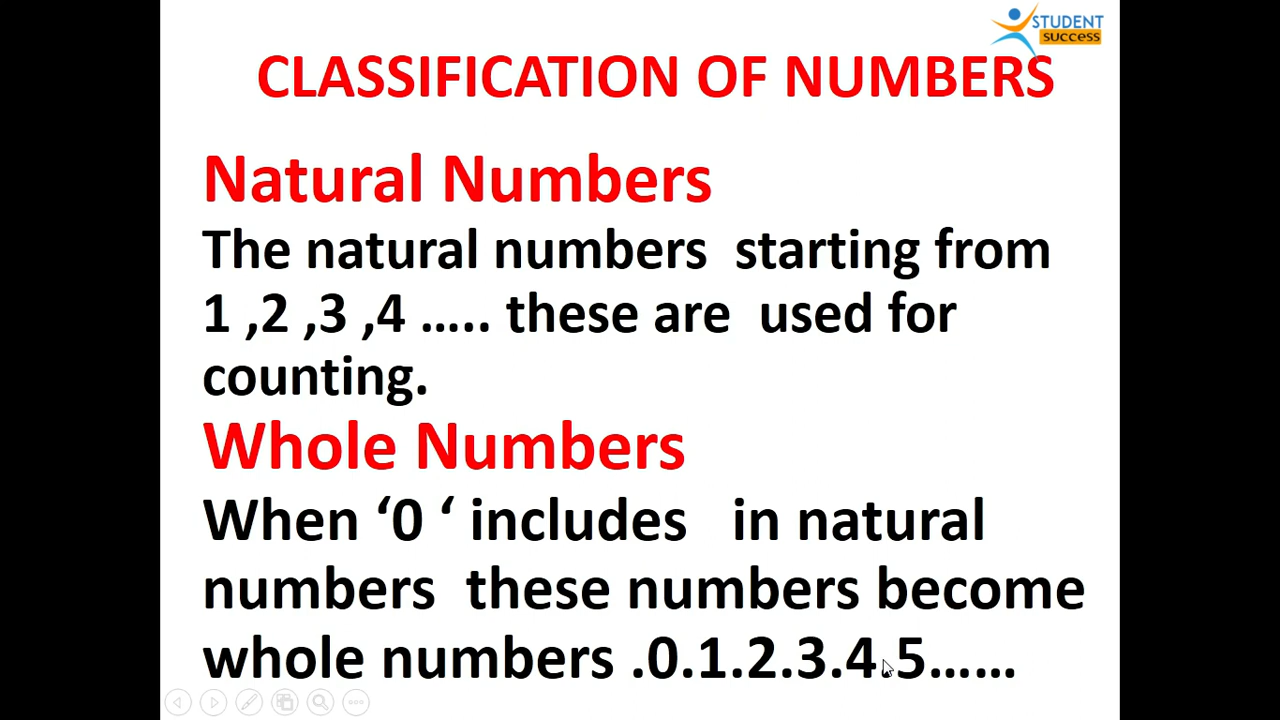 STUDENT
success
CLASSIFICATION OF NUMBERS
Natural Numbers
The natural numbers starting from
1 ,2 ,3 ,4 ….. these are used for
counting.
Whole Numbers
When ‘0 ‘ includes in natural
numbers these numbers become
whole numbers .0.1.2.3.4.5……